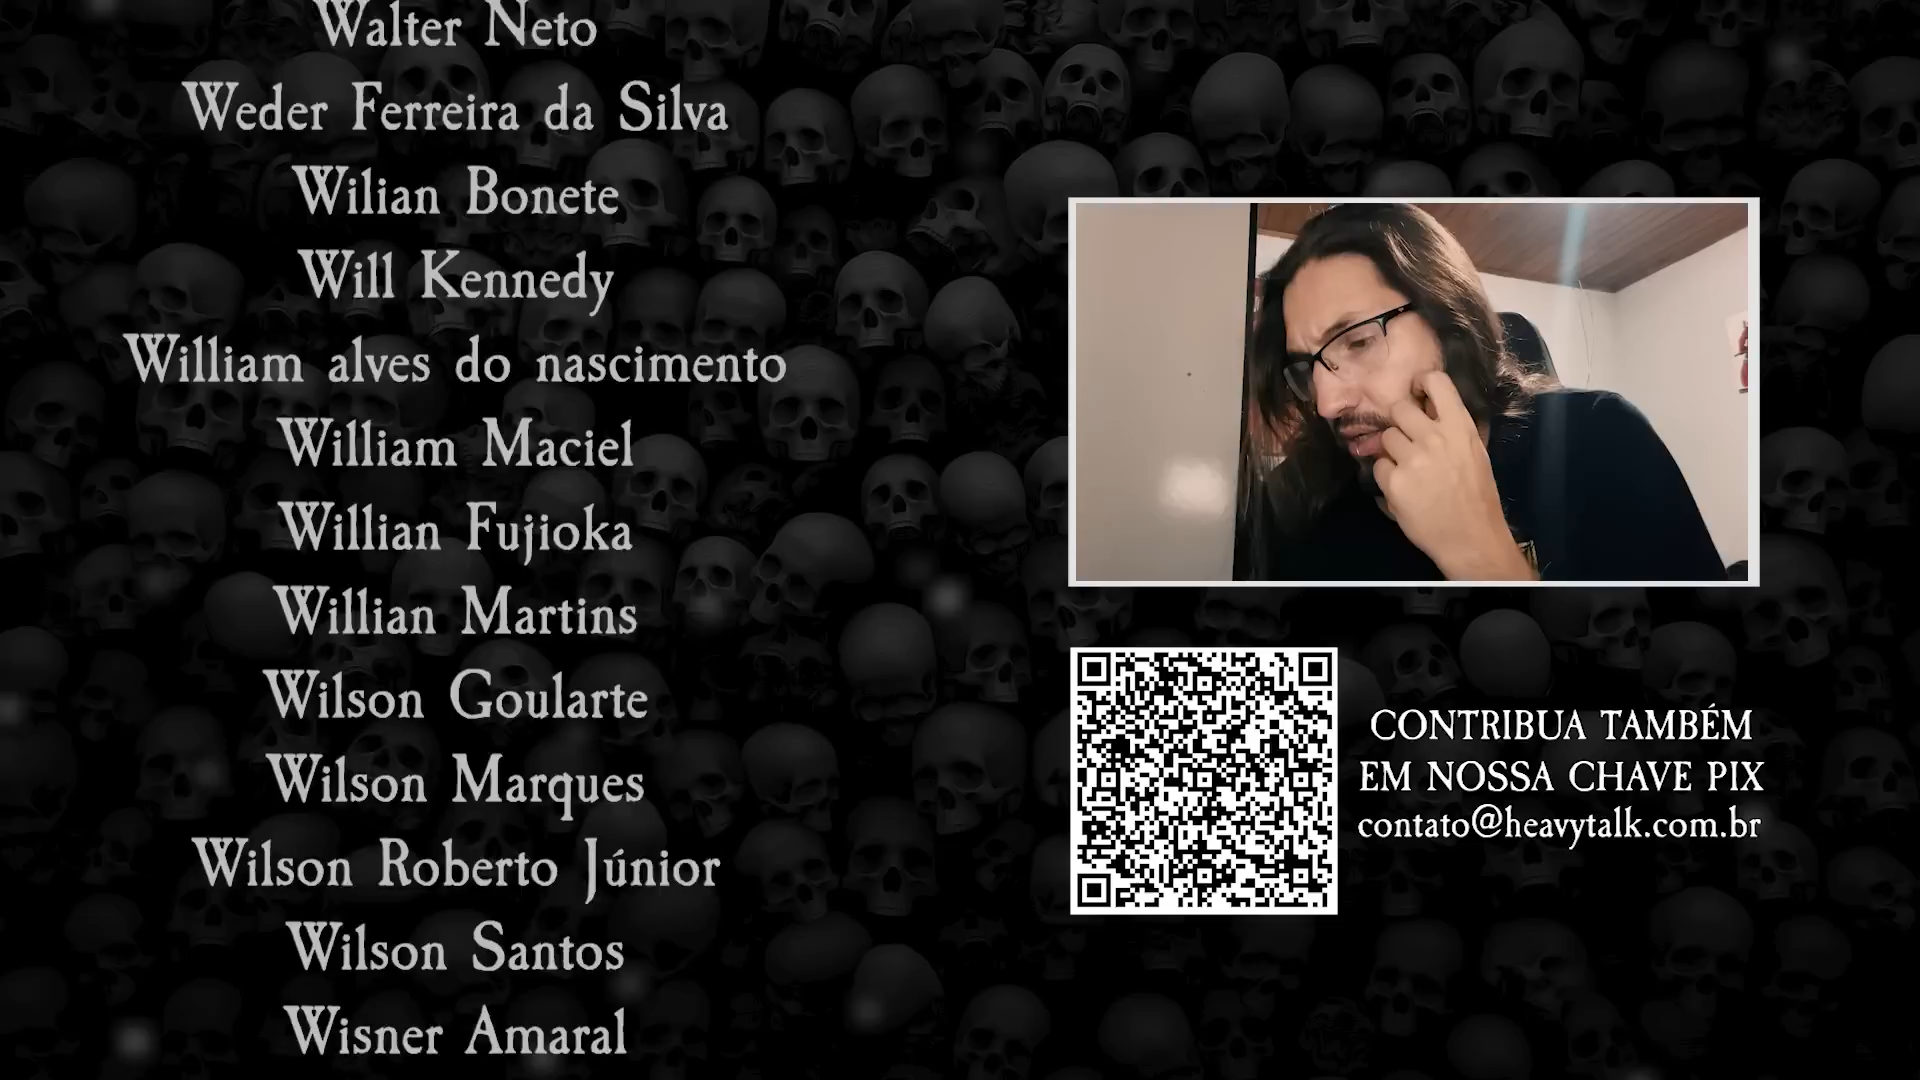 Walter Neto
Weder Ferreira da Silva
Wilian Bonete
Will Kennedy
William alves do nascimento
William Maciel
Willian Fujioka
Willian Martins
Wilson Goularte
Wilson Marques
Wilson Roberto Júnior
Wilson Santos
Wisner Amaral
CONTRIBUA TAMBÉM
EM NOSSA CHAVE PIX
contato@heavytalk.com.br